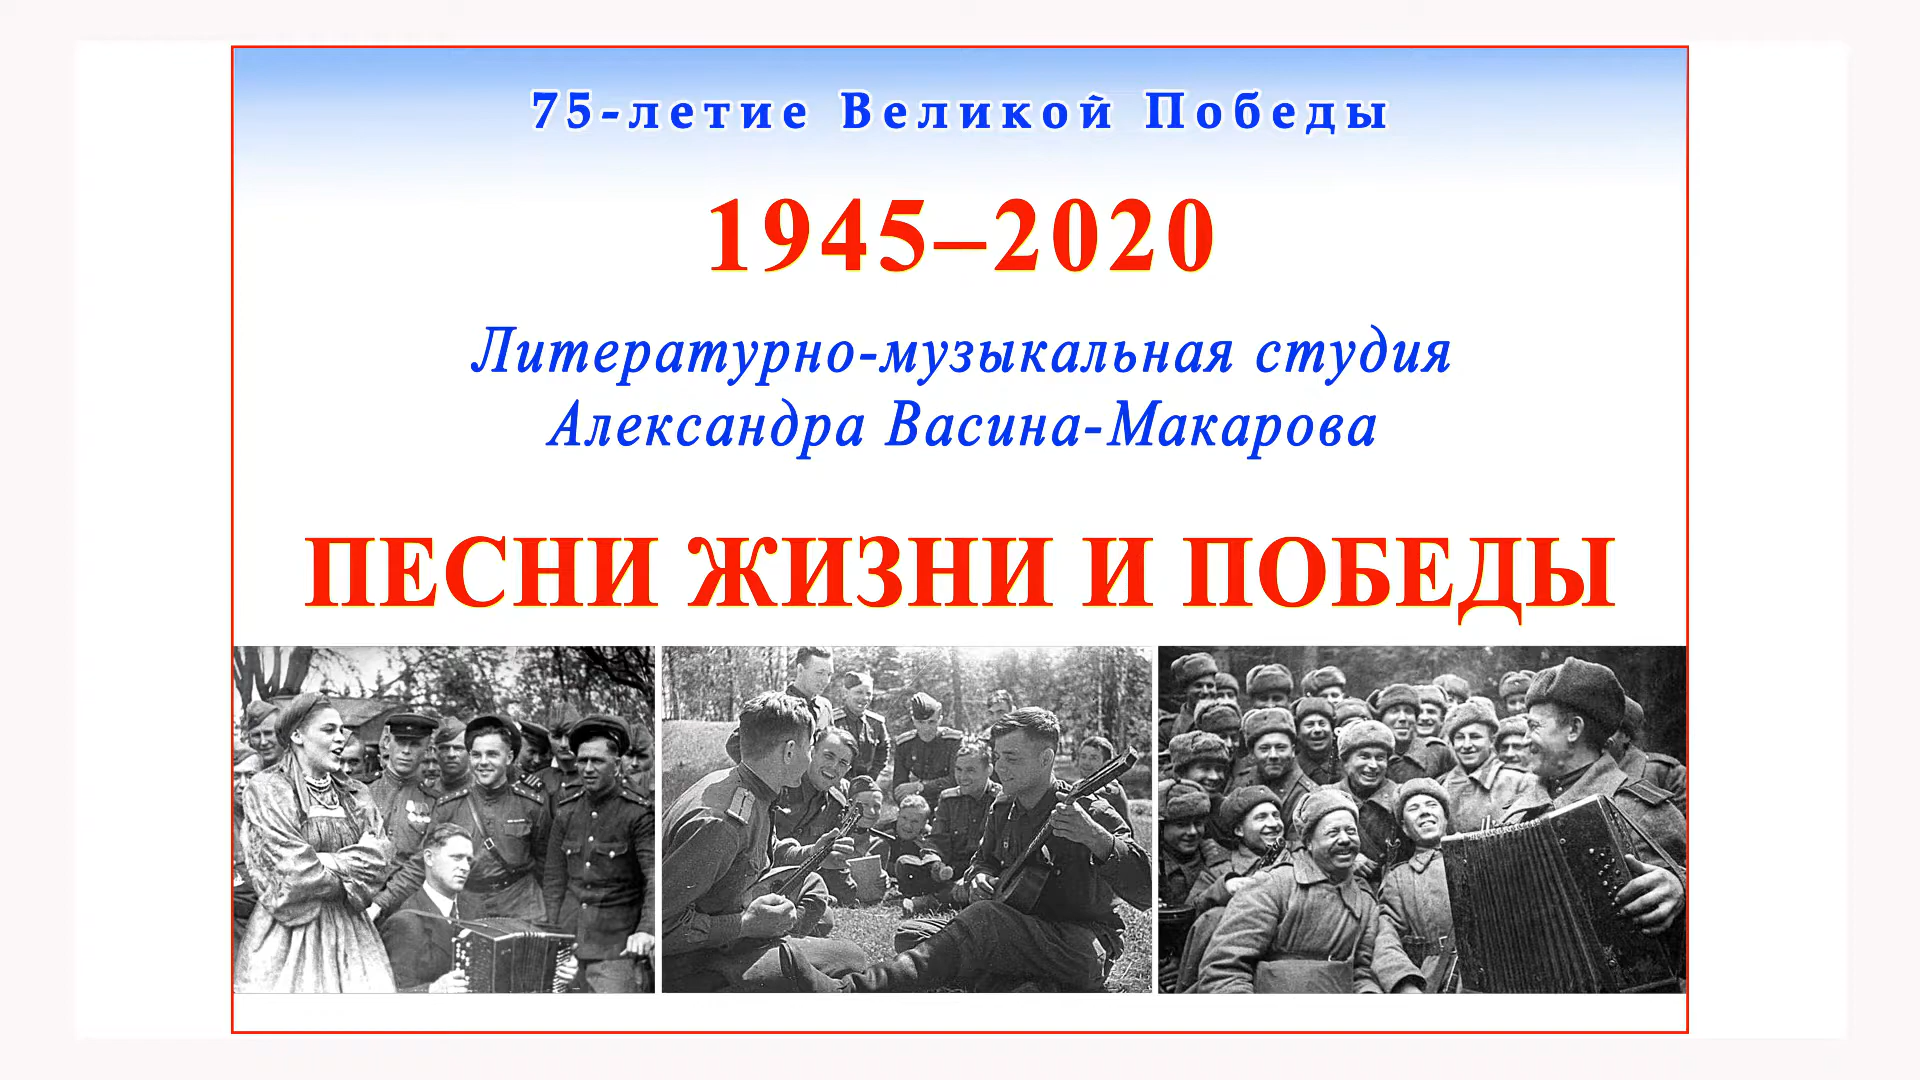 75-летие Великой Победы
1945–2020
Литературно-музыкальная студия
Александра Васина-Макарова
ПЕСНИ ЖИЗНИ И ПОБЕДЫ